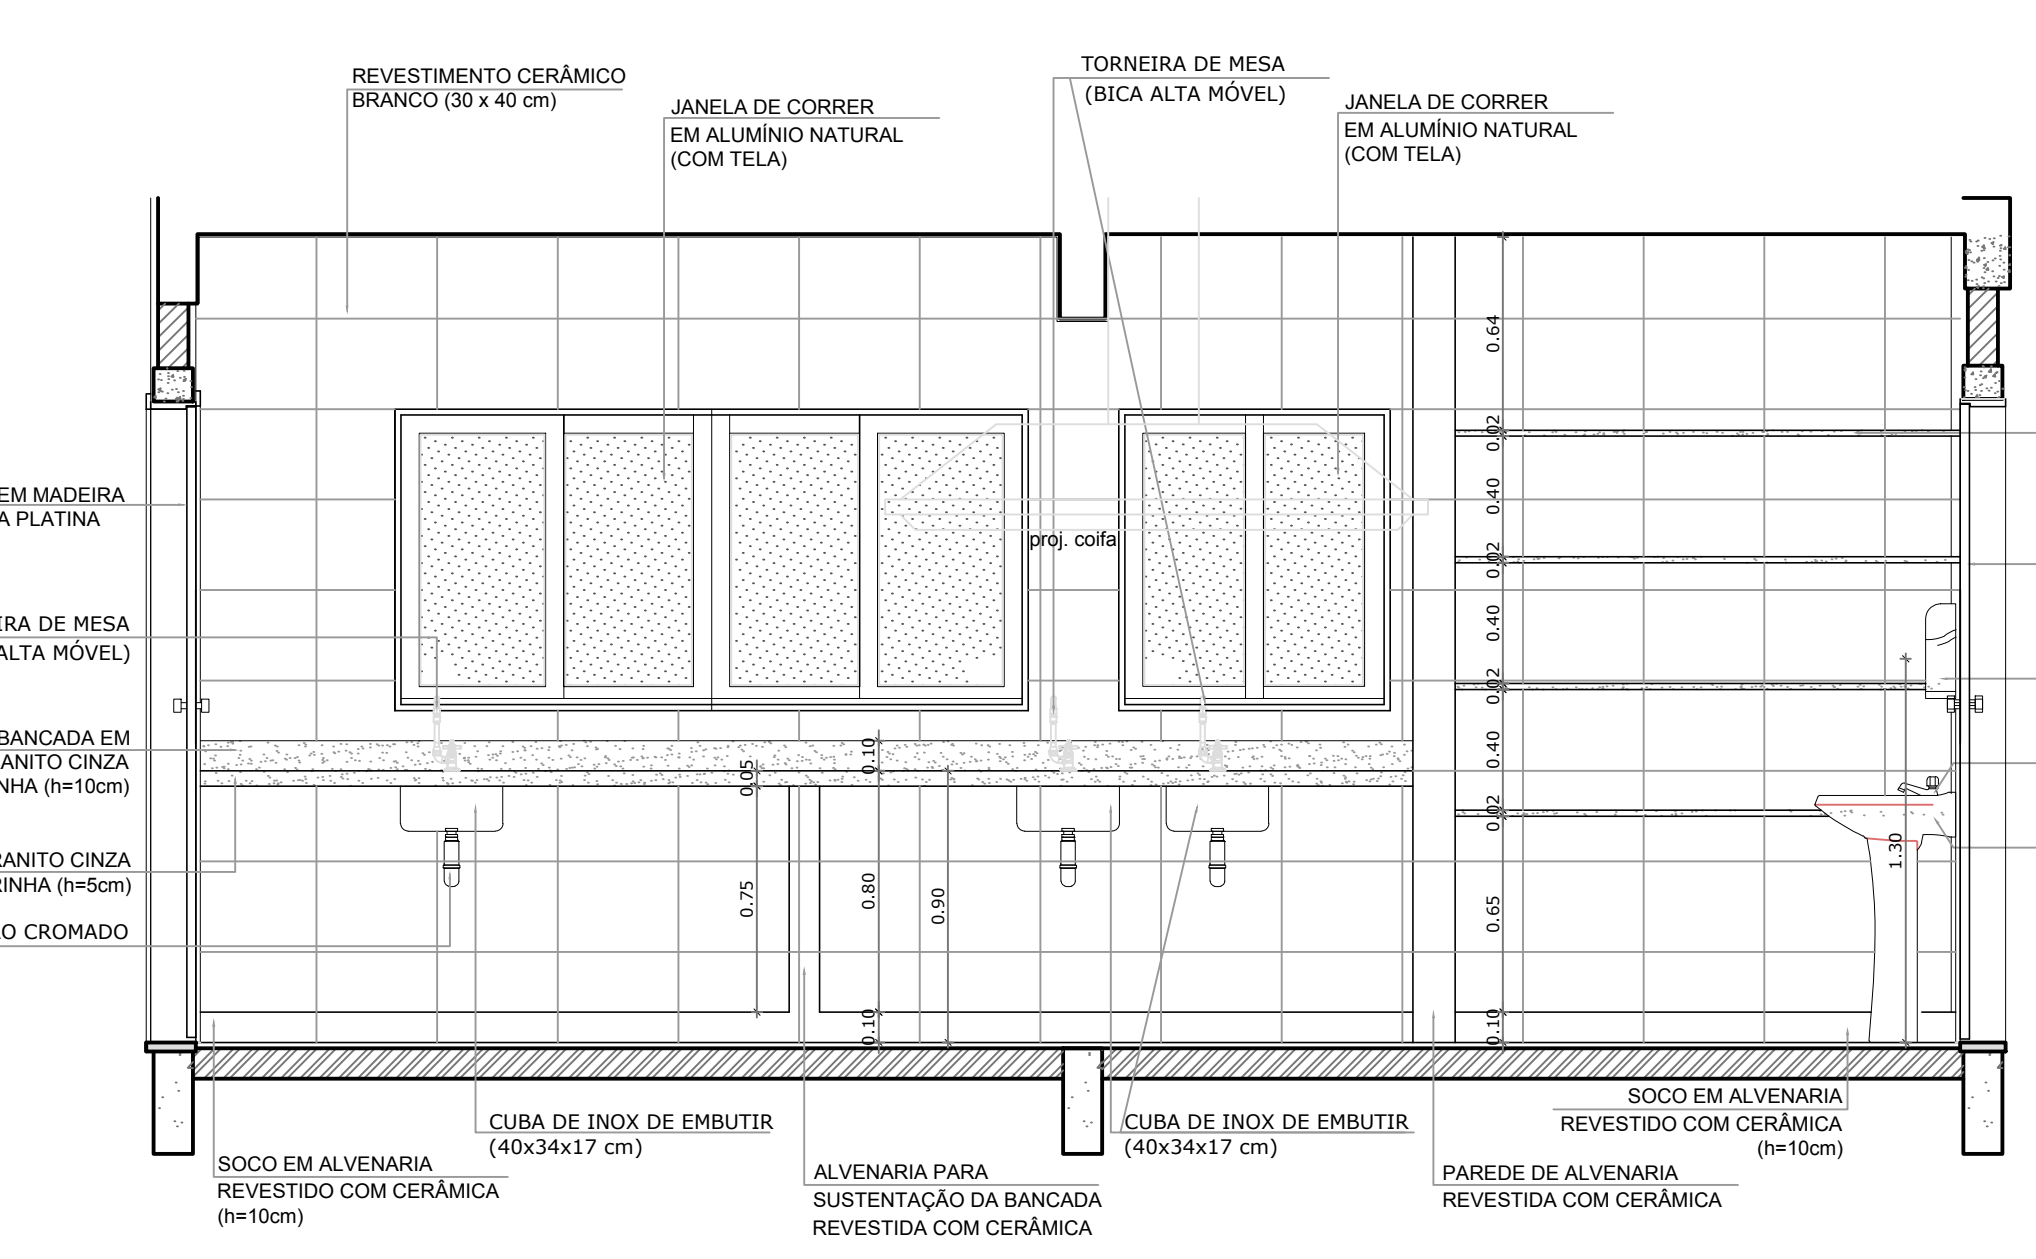 REVESTIMENTO CERÂMICO
BRANCO (30 x 40 cm)
JANELA DE CORRER
EM ALUMÍNIO NATURAL
(COM TELA)
TORNEIRA DE MESA
(BICA ALTA MÓVEL)
JANELA DE CORRER
EM ALUMÍNIO NATURAL
(COM TELA)
EM MADEIRA
A PLATINA
IRA DE MESA
ALTA MÓVEL)
BANCADA EM
ANITO CINZA
NHA (h=10cm)
RANITO CINZA
RINHA (h=5cm)
O CROMADO
proj. coifa
0.64
0.02
0.40
0.02
0.40
0.02
0.40
0.02
0.65
0.10
1.30
0.10
0.05
0.75
0.80
0.90
0.10
CUBA DE INOX DE EMBUTIR
(40x34x17 cm)
CUBA DE INOX DE EMBUTIR
(40x34x17 cm)
SOCO EM ALVENARIA
REVESTIDO COM CERÂMICA
(h=10cm)
SOCO EM ALVENARIA
REVESTIDO COM CERÂMICA
(h=10cm)
ALVENARIA PARA
SUSTENTAÇÃO DA BANCADA
REVESTIDA COM CERÂMICA
PAREDE DE ALVENARIA
REVESTIDA COM CERÂMICA